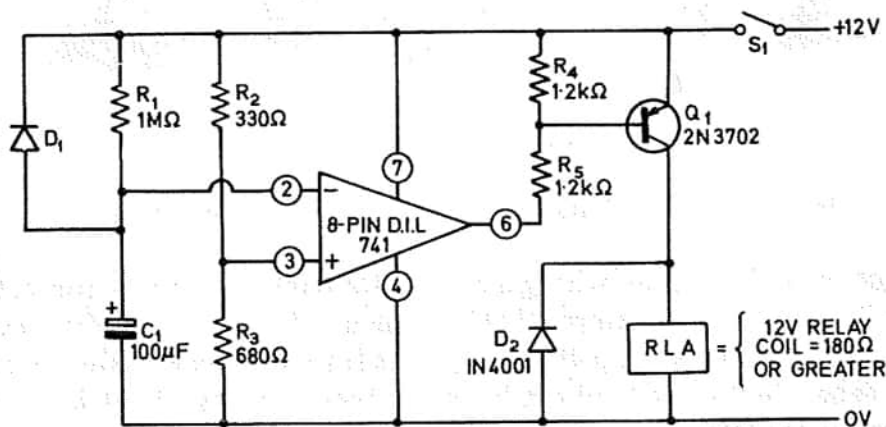 S1
+12V
R1
1MΩ
R2
330Ω
R4
1·2kΩ
Q1
2N3702
D1
7
R5
1·2kΩ
2
−
8-PIN D.I.L
741
6
3
+
4
+
C1
100μF
R3
680Ω
D2
IN4001
RLA
=
12V RELAY
COIL = 180Ω
OR GREATER
0V